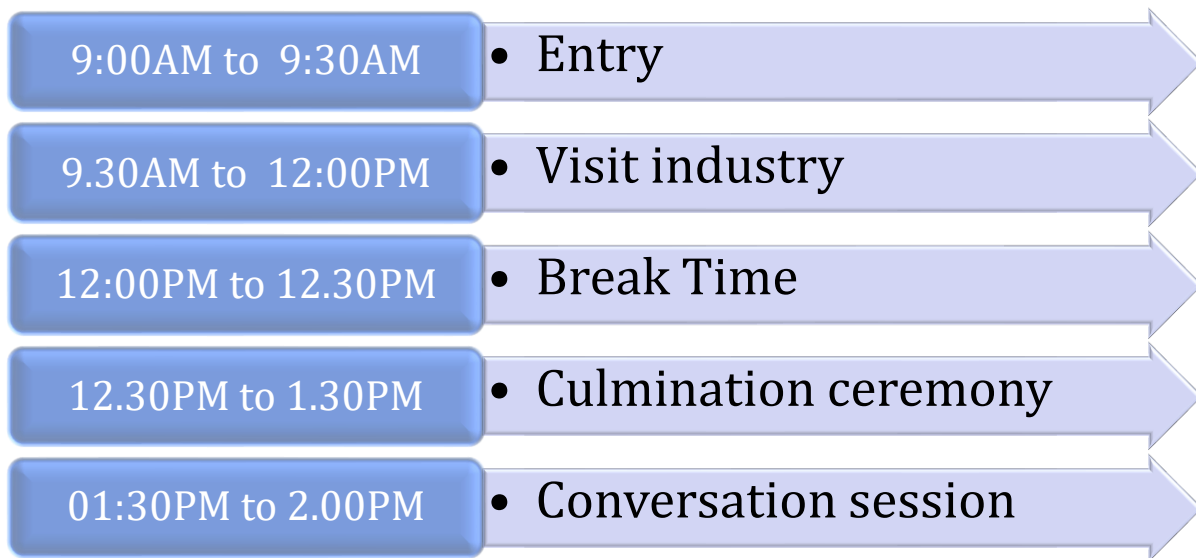 9:00AM to  9:30AM
• Entry
9.30AM to  12:00PM
• Visit industry
12:00PM to 12.30PM
• Break Time
12.30PM to 1.30PM
• Culmination ceremony
01:30PM to 2.00PM
• Conversation session